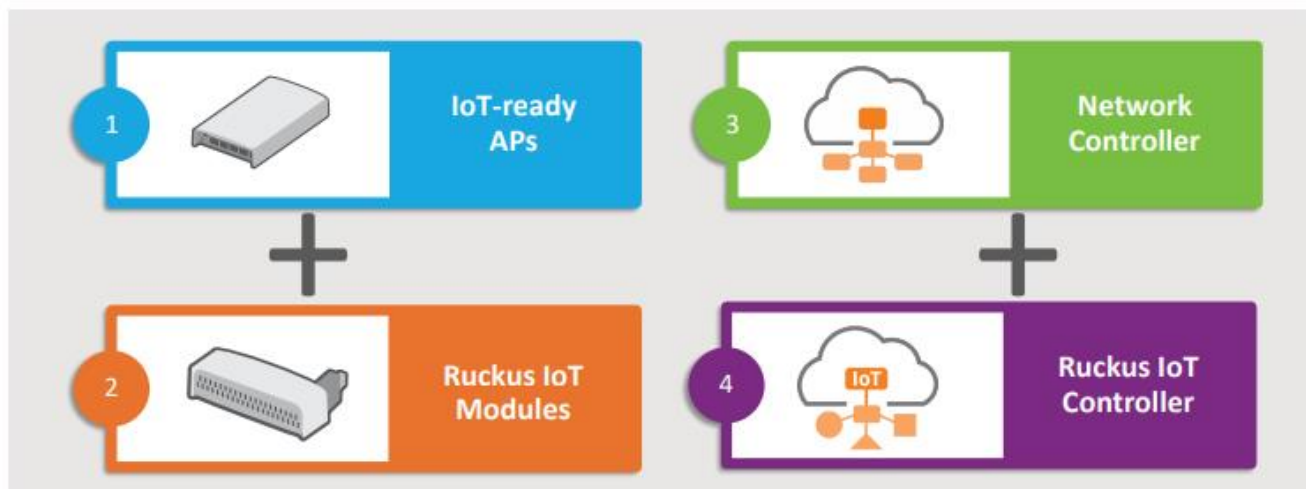 1
IoT-ready
APs
2
Ruckus IoT
Modules
3
Network
Controller
4
IoT
Ruckus IoT
Controller